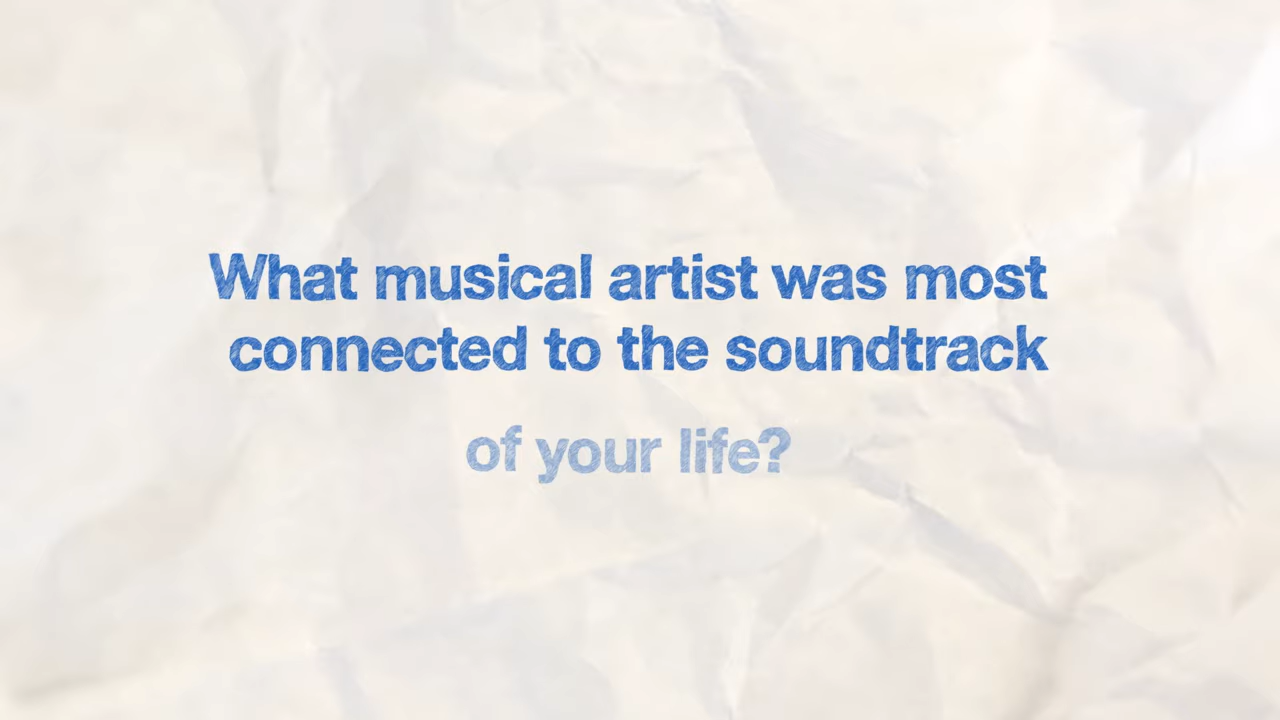 What musical artist was most
connected to the soundtrack
of your life?